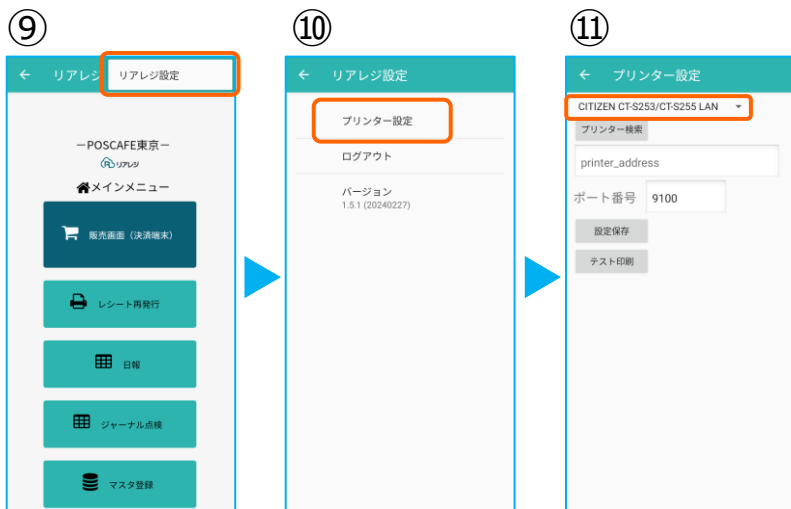 ⑨
← リアレジ リアレジ設定
－POSCAFE東京－
リアレジ
メインメニュー
販売画面（決済端末）
レシート再発行
日報
ジャーナル点検
マスタ登録
⑩
← リアレジ設定
プリンター設定
ログアウト
バージョン
1.5.1 (20240227)
⑪
← プリンター設定
CITIZEN CT-S253/CT-S255 LAN
プリンター検索
printer_address
ポート番号 9100
設定保存
テスト印刷